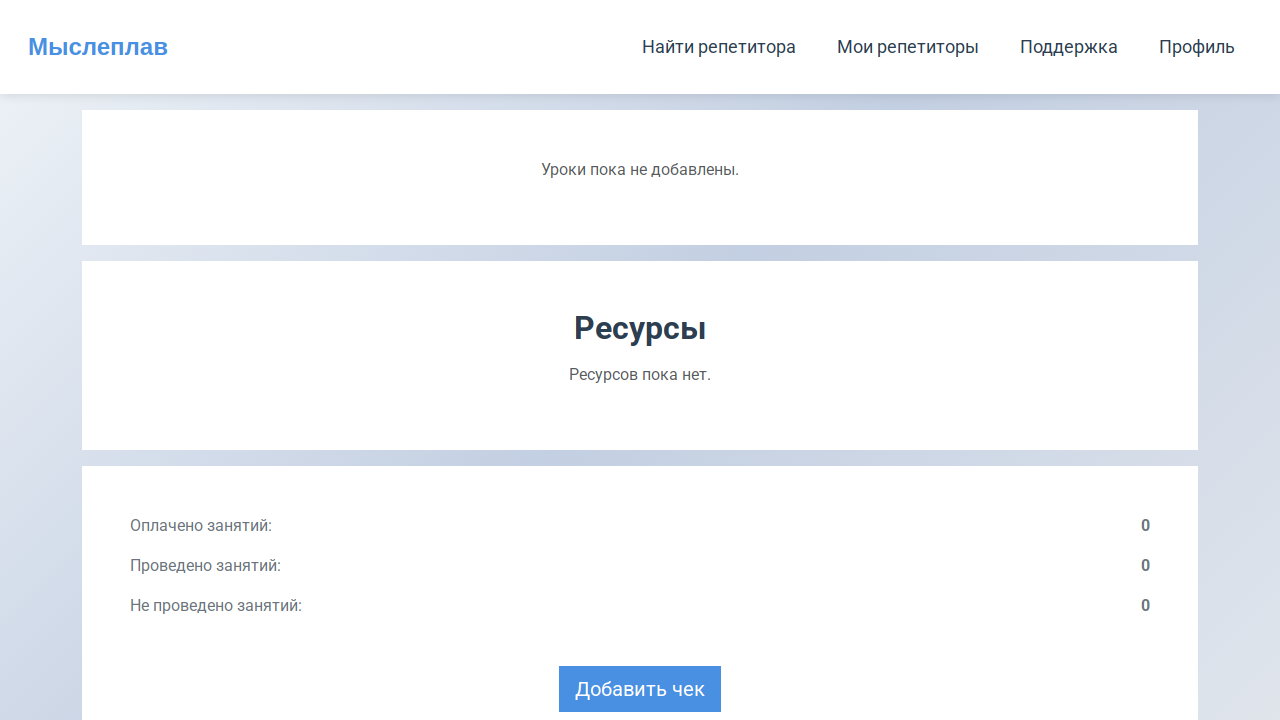 Мыслеплав
Найти репетитора
Мои репетиторы
Поддержка
Профиль
Уроки пока не добавлены.
Ресурсы
Ресурсов пока нет.
Оплачено занятий: 0
Проведено занятий: 0
Не проведено занятий: 0
Добавить чек